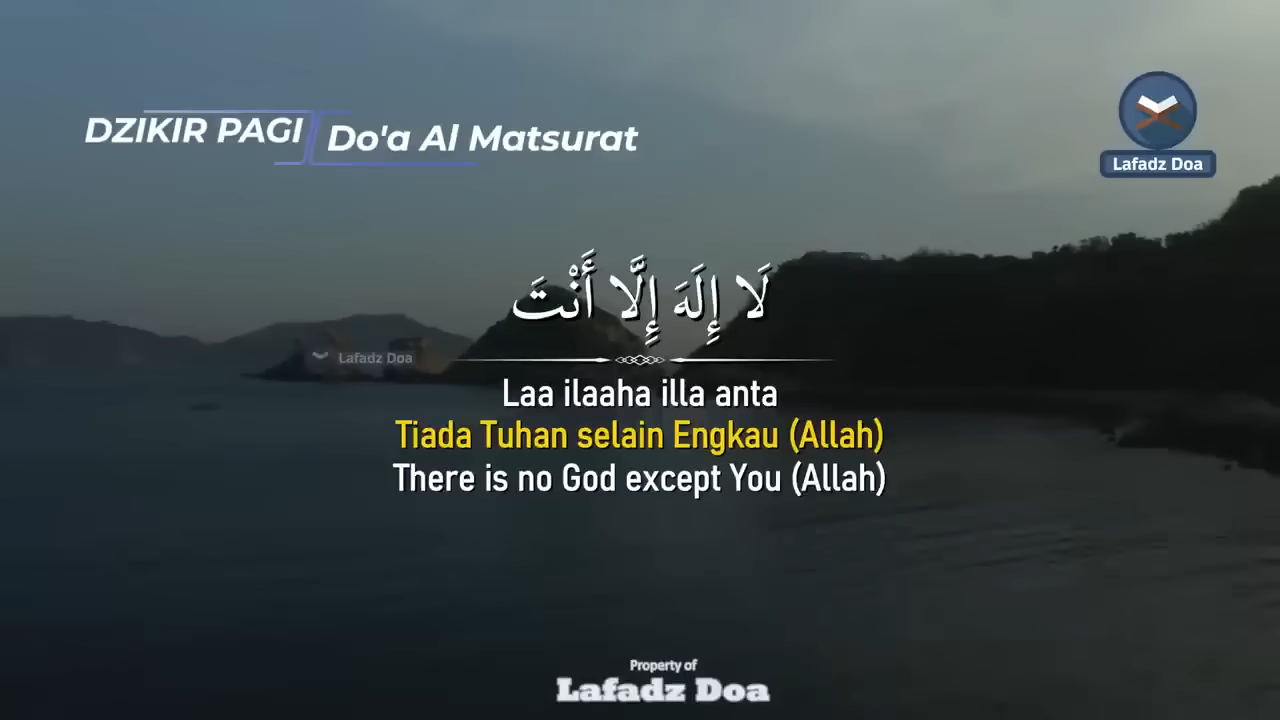 DZIKIR PAGI
Do'a Al Matsurat
Lafadz Doa
لَا إِلَهَ إِلَّا أَنْتَ
Lafadz Doa
Laa ilaaha illa anta
Tiada Tuhan selain Engkau (Allah)
There is no God except You (Allah)
Property of
Lafadz Doa